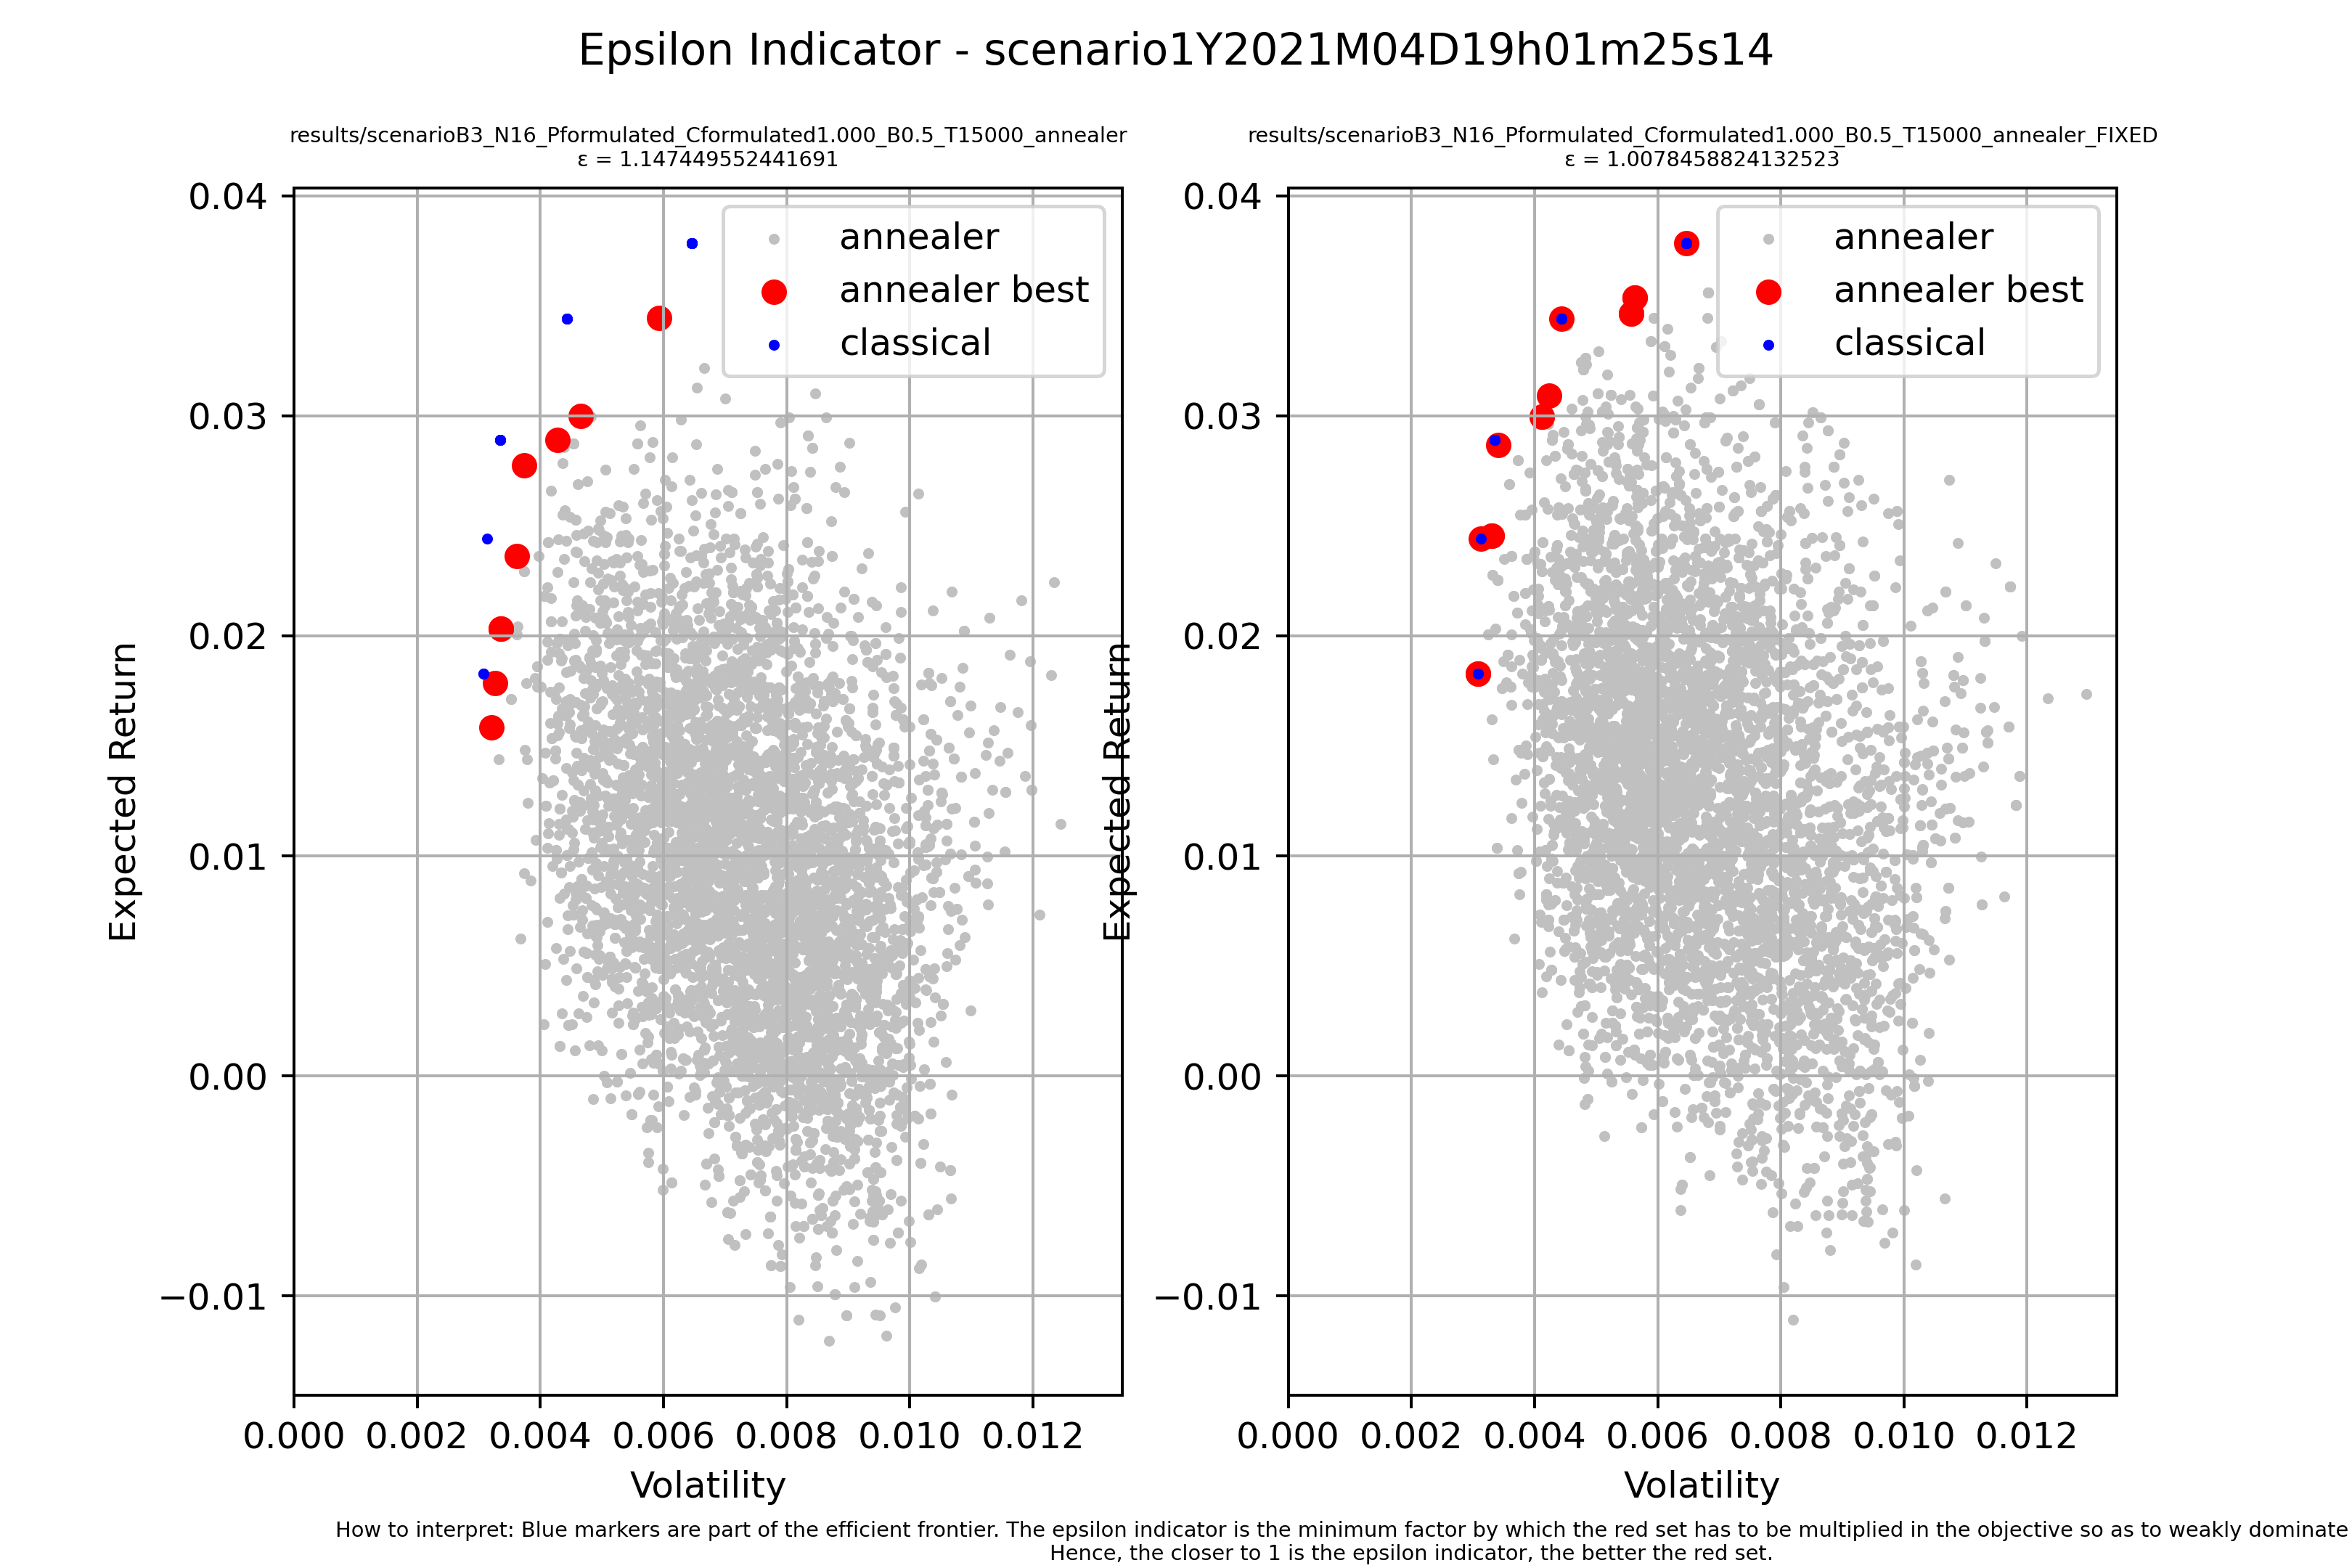 Epsilon Indicator - scenario1Y2021M04D19h01m25s14
results/scenarioB3_N16_Pformulated_Cformulated1.000_B0.5_T15000_annealer
ε = 1.147449552441691
0.04
0.03
0.02
0.01
0.00
−0.01
Expected Return
annealer
annealer best
classical
0.000 0.002 0.004 0.006 0.008 0.010 0.012
Volatility
results/scenarioB3_N16_Pformulated_Cformulated1.000_B0.5_T15000_annealer_FIXED
ε = 1.0078458824132523
0.04
0.03
0.02
0.01
0.00
−0.01
Expected Return
annealer
annealer best
classical
0.000 0.002 0.004 0.006 0.008 0.010 0.012
Volatility
How to interpret: Blue markers are part of the efficient frontier. The epsilon indicator is the minimum factor by which the red set has to be multiplied in the objective so as to weakly dominate
Hence, the closer to 1 is the epsilon indicator, the better the red set.